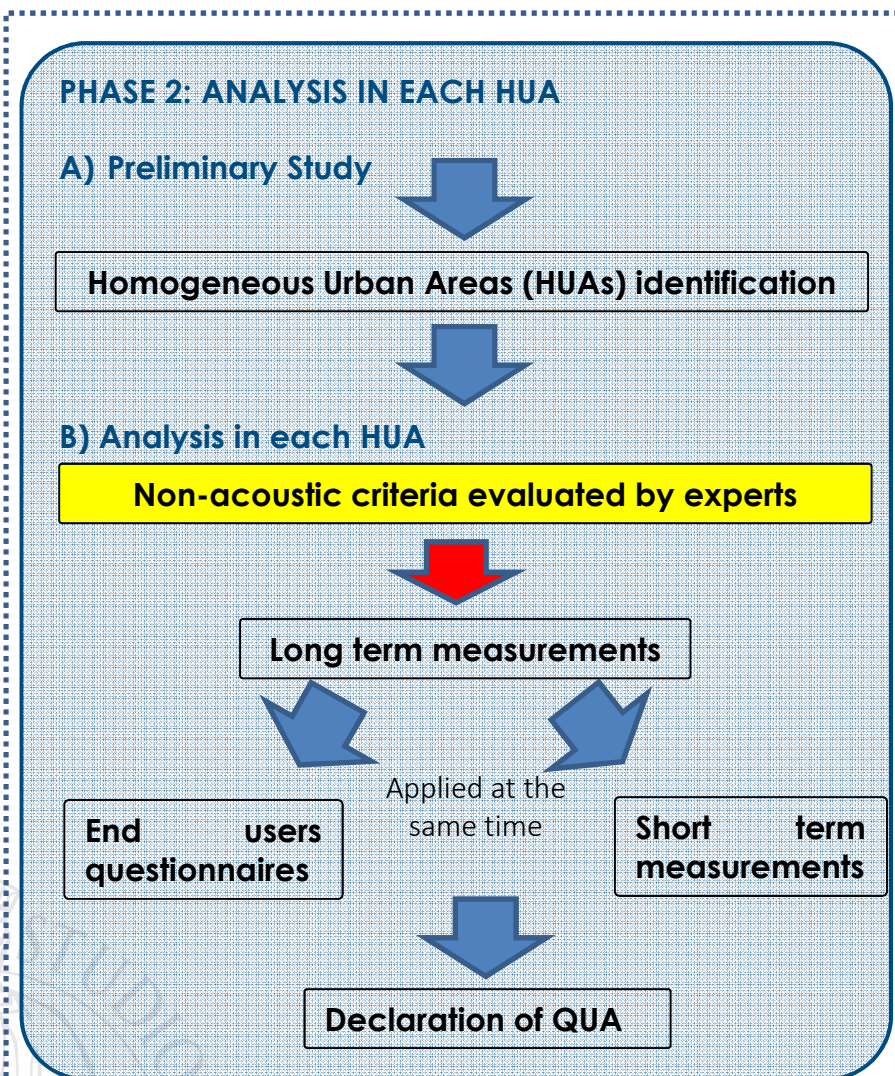 PHASE 2: ANALYSIS IN EACH HUA
A) Preliminary Study
Homogeneous Urban Areas (HUAs) identification
B) Analysis in each HUA
Non-acoustic criteria evaluated by experts
Long term measurements
Applied at the
same time
End users
questionnaires
Short term
measurements
Declaration of QUA
STUDIO